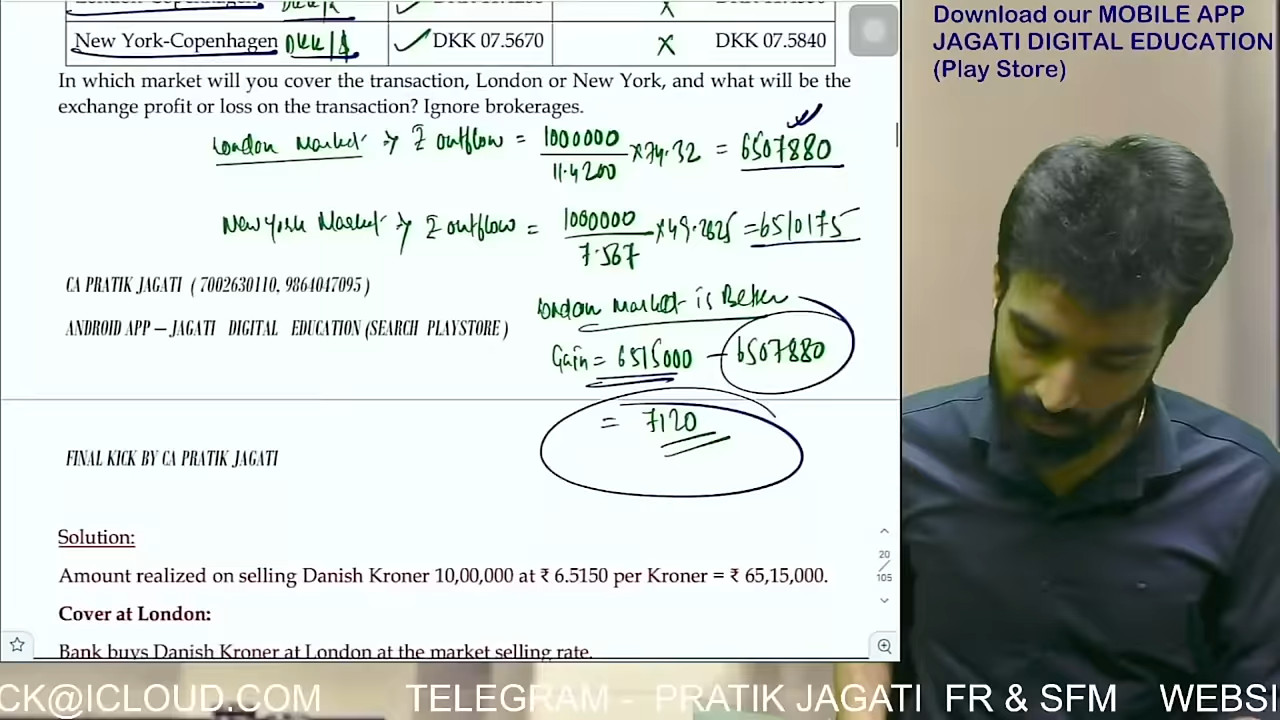 DKK/£
New York-Copenhagen DKK/$ DKK 07.5670 X DKK 07.5840
In which market will you cover the transaction, London or New York, and what will be the
exchange profit or loss on the transaction? Ignore brokerages.
London Market → ₹ outflow = 1000000 / 11.4200 × 74.32 = 6507880
New York Market → ₹ outflow = 1000000 / 7.567 × 49.2625 = 6510175
CA PRATIK JAGATI ( 7002630110, 9864047095 )
ANDROID APP – JAGATI DIGITAL EDUCATION (SEARCH PLAYSTORE )
London Market is Better
Gain = 6515000 – 6507880
= 7120
FINAL KICK BY CA PRATIK JAGATI
Solution:
Amount realized on selling Danish Kroner 10,00,000 at ₹ 6.5150 per Kroner = ₹ 65,15,000.
Cover at London:
Bank buys Danish Kroner at London at the market selling rate.
20
/
105
Download our MOBILE APP
JAGATI DIGITAL EDUCATION
(Play Store)
CK@ICLOUD.COM TELEGRAM - PRATIK JAGATI FR & SFM WEBSI